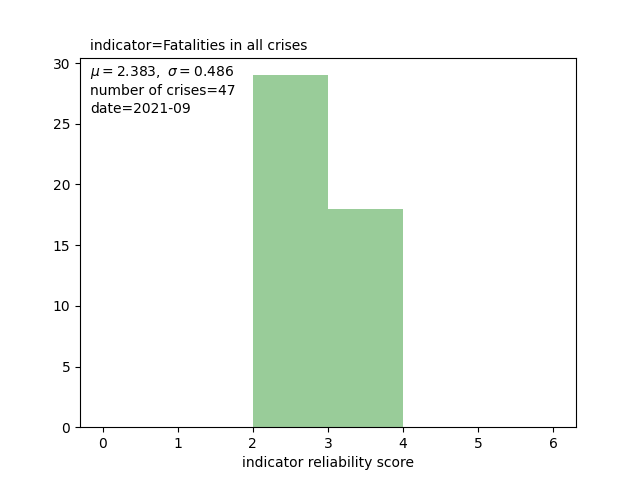 indicator=Fatalities in all crises
μ = 2.383, σ = 0.486
number of crises=47
date=2021-09
30
25
20
15
10
5
0
0 1 2 3 4 5 6
indicator reliability score